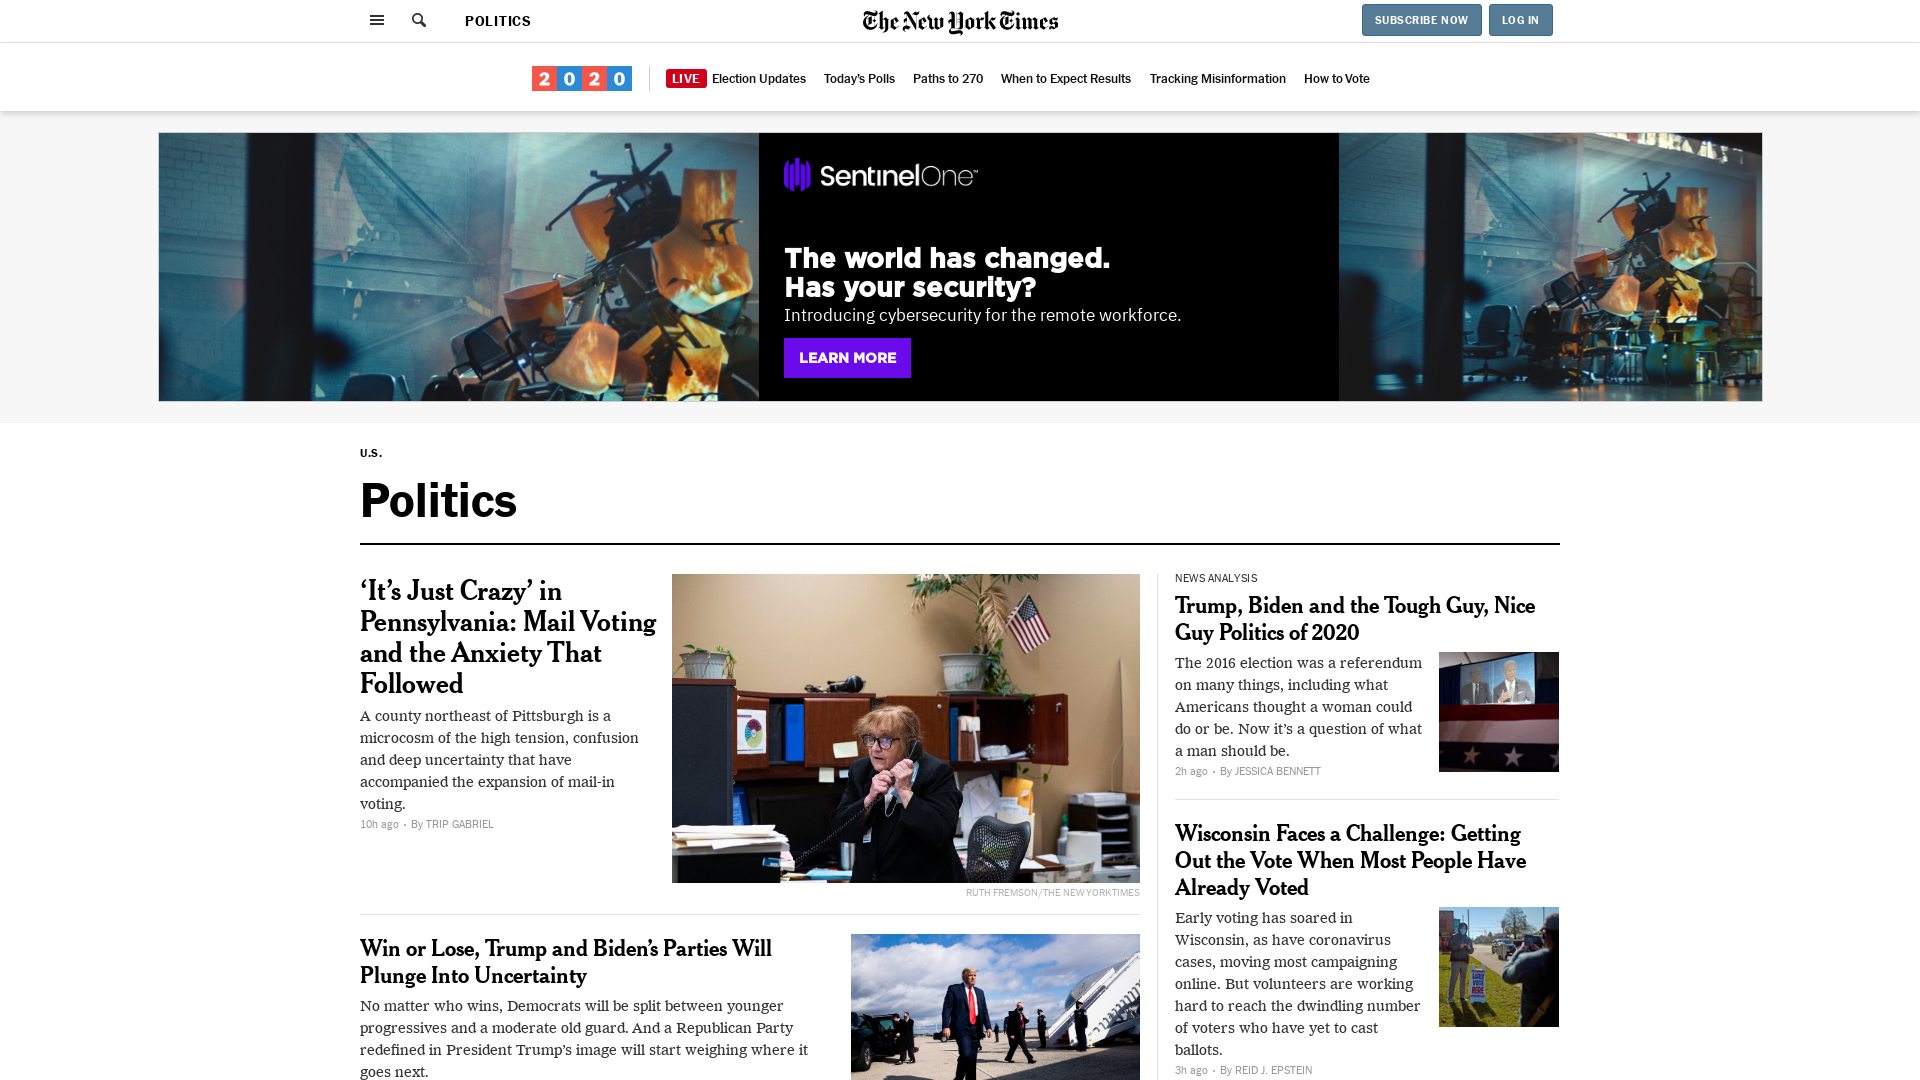 POLITICS
The New York Times
SUBSCRIBE NOW
LOG IN
2020
LIVE Election Updates
Today's Polls
Paths to 270
When to Expect Results
Tracking Misinformation
How to Vote
SentinelOne™
The world has changed.
Has your security?
Introducing cybersecurity for the remote workforce.
LEARN MORE
U.S.
Politics
‘It’s Just Crazy’ in
Pennsylvania: Mail Voting
and the Anxiety That
Followed
A county northeast of Pittsburgh is a
microcosm of the high tension, confusion
and deep uncertainty that have
accompanied the expansion of mail-in
voting.
10h ago · By TRIP GABRIEL
RUTH FREMSON/THE NEW YORK TIMES
Win or Lose, Trump and Biden’s Parties Will
Plunge Into Uncertainty
No matter who wins, Democrats will be split between younger
progressives and a moderate old guard. And a Republican Party
redefined in President Trump’s image will start weighing where it
goes next.
NEWS ANALYSIS
Trump, Biden and the Tough Guy, Nice
Guy Politics of 2020
The 2016 election was a referendum
on many things, including what
Americans thought a woman could
do or be. Now it’s a question of what
a man should be.
2h ago · By JESSICA BENNETT
Wisconsin Faces a Challenge: Getting
Out the Vote When Most People Have
Already Voted
Early voting has soared in
Wisconsin, as have coronavirus
cases, moving most campaigning
online. But volunteers are working
hard to reach the dwindling number
of voters who have yet to cast
ballots.
3h ago · By REID J. EPSTEIN